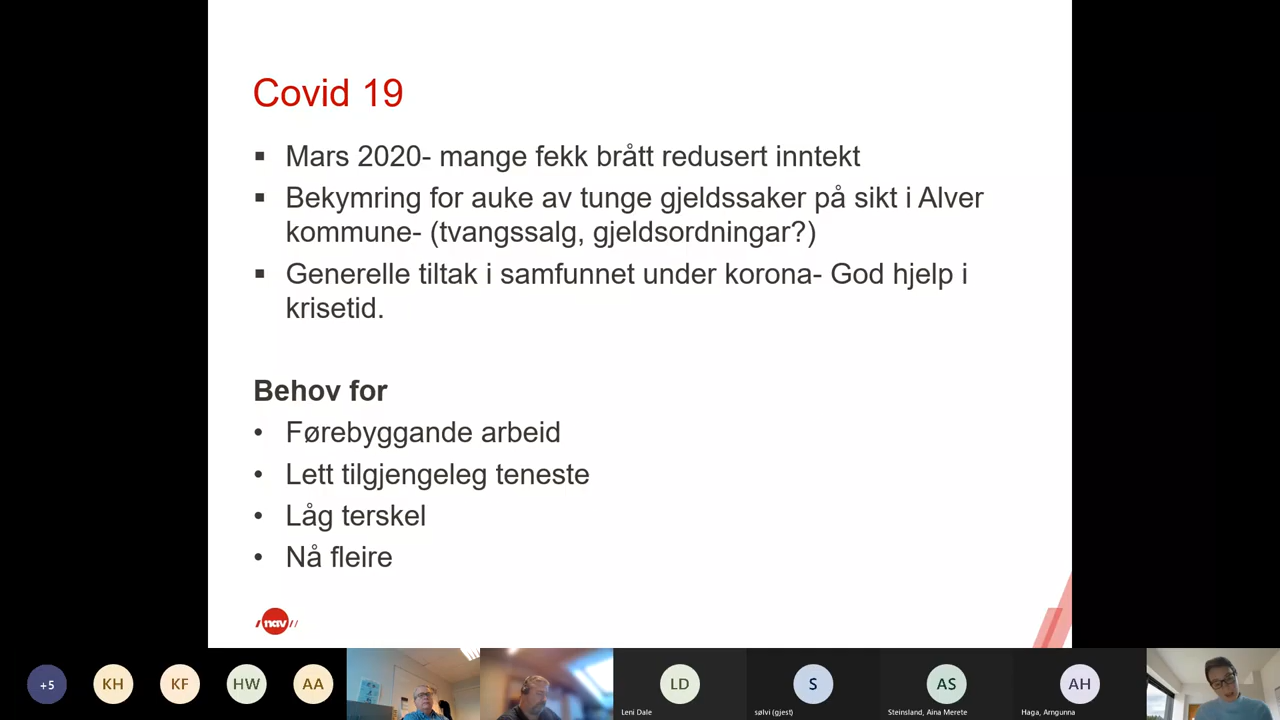 Covid 19
▪ Mars 2020- mange fekk brått redusert inntekt
▪ Bekymring for auke av tunge gjeldssaker på sikt i Alver
kommune- (tvangssalg, gjeldsordningar?)
▪ Generelle tiltak i samfunnet under korona- God hjelp i
krisetid.
Behov for
• Førebyggande arbeid
• Lett tilgjengeleg teneste
• Låg terskel
• Nå fleire
nav
+5
KH
KF
HW
AA
LD
Leni Dale
S
sølvi (gjest)
AS
Steinsland, Aina Merete
AH
Haga, Arngunna